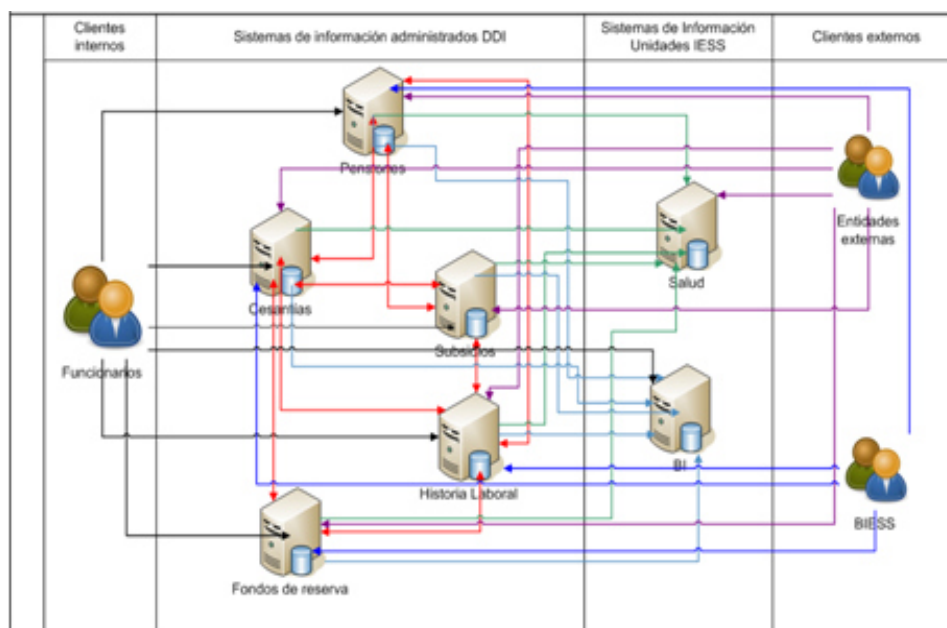 Clientes
internos
Sistemas de información administrados DDI
Sistemas de Información
Unidades IESS
Clientes externos
Pensiones
Entidades
externas
Salud
Cesantías
Subsidios
Funcionarios
BI
Historia Laboral
BIESS
Fondos de reserva